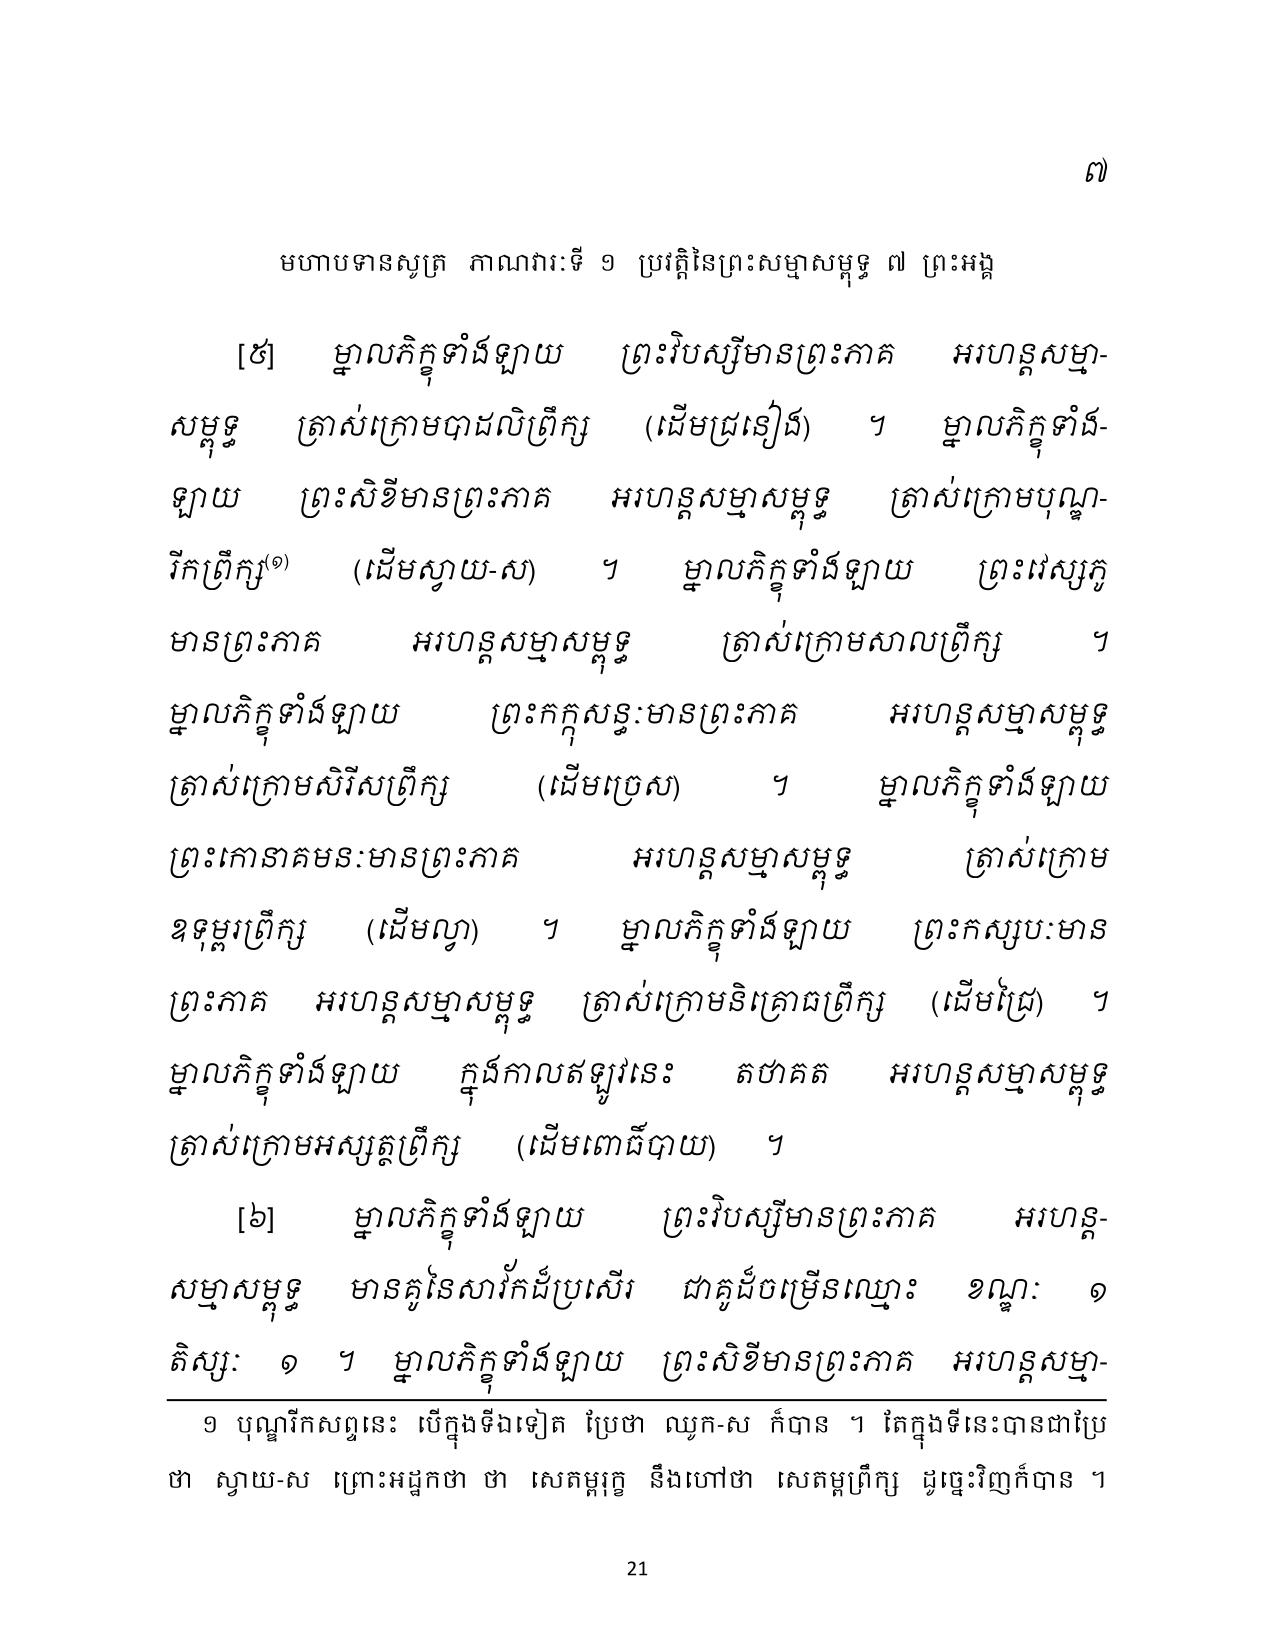 ៧
មហាបទានសូត្រ ភាណវារៈទី ១ ប្រវត្តិនៃព្រះសម្មាសម្ពុទ្ធ ៧ ព្រះអង្គ
[៥] ម្នាលភិក្ខុទាំងឡាយ ព្រះវិបស្សីមានព្រះភាគ អរហន្តសម្មា-
សម្ពុទ្ធ ត្រាស់ក្រោមបាដលិព្រឹក្ស (ដើមជ្រនៀង) ។ ម្នាលភិក្ខុទាំង-
ឡាយ ព្រះសិខីមានព្រះភាគ អរហន្តសម្មាសម្ពុទ្ធ ត្រាស់ក្រោមបុណ្ឌ-
រីកព្រឹក្ស(១) (ដើមស្វាយ-ស) ។ ម្នាលភិក្ខុទាំងឡាយ ព្រះវេស្សភូ
មានព្រះភាគ អរហន្តសម្មាសម្ពុទ្ធ ត្រាស់ក្រោមសាលព្រឹក្ស ។
ម្នាលភិក្ខុទាំងឡាយ ព្រះកក្កុសន្ធៈមានព្រះភាគ អរហន្តសម្មាសម្ពុទ្ធ
ត្រាស់ក្រោមសិរីសព្រឹក្ស (ដើមច្រេស) ។ ម្នាលភិក្ខុទាំងឡាយ
ព្រះកោនាគមនៈមានព្រះភាគ អរហន្តសម្មាសម្ពុទ្ធ ត្រាស់ក្រោម
ឧទុម្ពរព្រឹក្ស (ដើមល្វា) ។ ម្នាលភិក្ខុទាំងឡាយ ព្រះកស្សបៈមាន
ព្រះភាគ អរហន្តសម្មាសម្ពុទ្ធ ត្រាស់ក្រោមនិគ្រោធព្រឹក្ស (ដើមជ្រៃ) ។
ម្នាលភិក្ខុទាំងឡាយ ក្នុងកាលឥឡូវនេះ តថាគត អរហន្តសម្មាសម្ពុទ្ធ
ត្រាស់ក្រោមអស្សត្ថព្រឹក្ស (ដើមពោធិ៍បាយ) ។
[៦] ម្នាលភិក្ខុទាំងឡាយ ព្រះវិបស្សីមានព្រះភាគ អរហន្ត-
សម្មាសម្ពុទ្ធ មានគូនៃសាវ័កដ៏ប្រសើរ ជាគូដ៏ចម្រើនឈ្មោះ ខណ្ឌៈ ១
តិស្សៈ ១ ។ ម្នាលភិក្ខុទាំងឡាយ ព្រះសិខីមានព្រះភាគ អរហន្តសម្មា-
១ បុណ្ឌរីកសព្ទនេះ បើក្នុងទីឯទៀត ប្រែថា ឈូក-ស ក៏បាន ។ តែក្នុងទីនេះបានជាប្រែ
ថា ស្វាយ-ស ព្រោះអដ្ឋកថា ថា សេតម្ពរុក្ខ នឹងហៅថា សេតម្ពព្រឹក្ស ដូច្នេះវិញក៏បាន ។
21